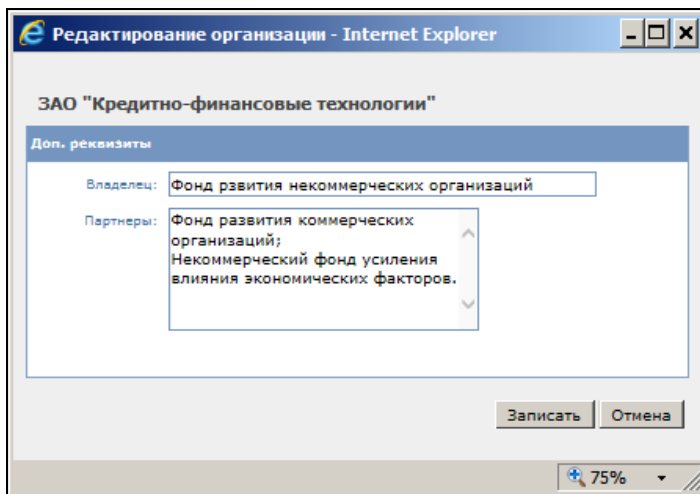 Редактирование организации - Internet Explorer
ЗАО "Кредитно-финансовые технологии"
Доп. реквизиты
Владелец: Фонд рзвития некоммерческих организаций
Партнеры: Фонд развития коммерческих
организаций;
Некоммерческий фонд усиления
влияния экономических факторов.
Записать Отмена
75%